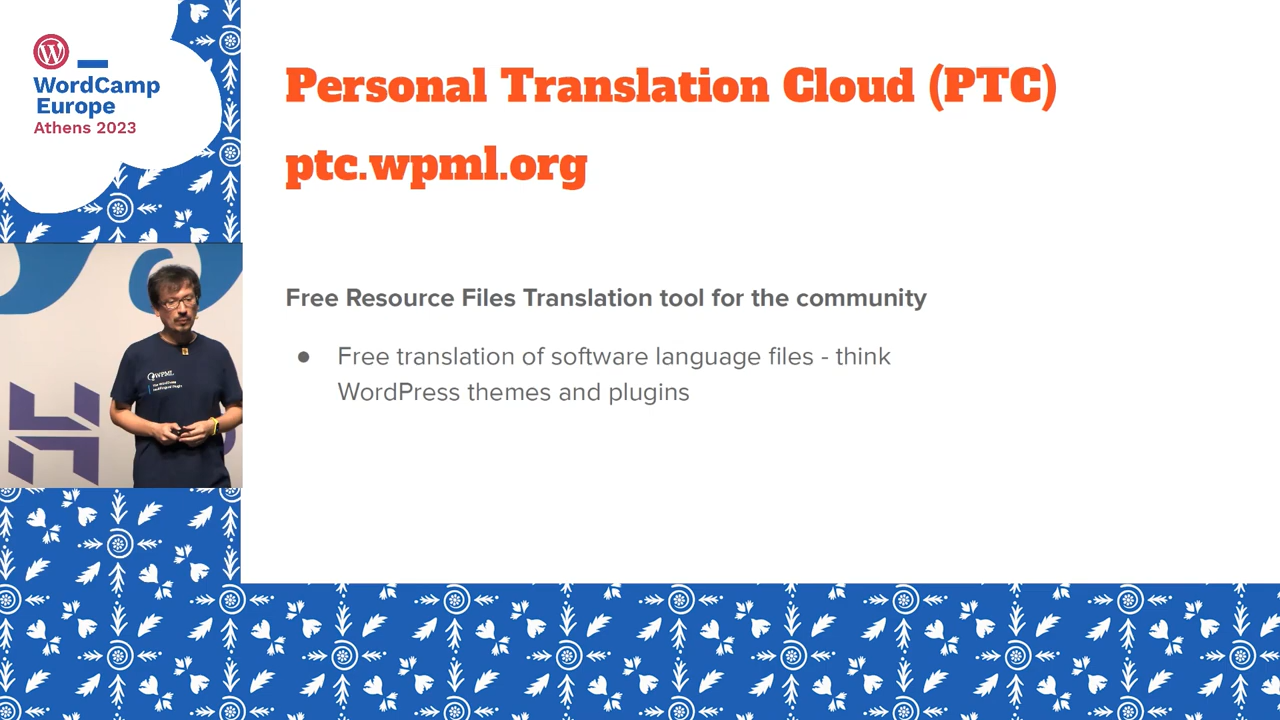 WordCamp
Europe
Athens 2023
Personal Translation Cloud (PTC)
ptc.wpml.org
Free Resource Files Translation tool for the community
● Free translation of software language files - think
WordPress themes and plugins
WPML